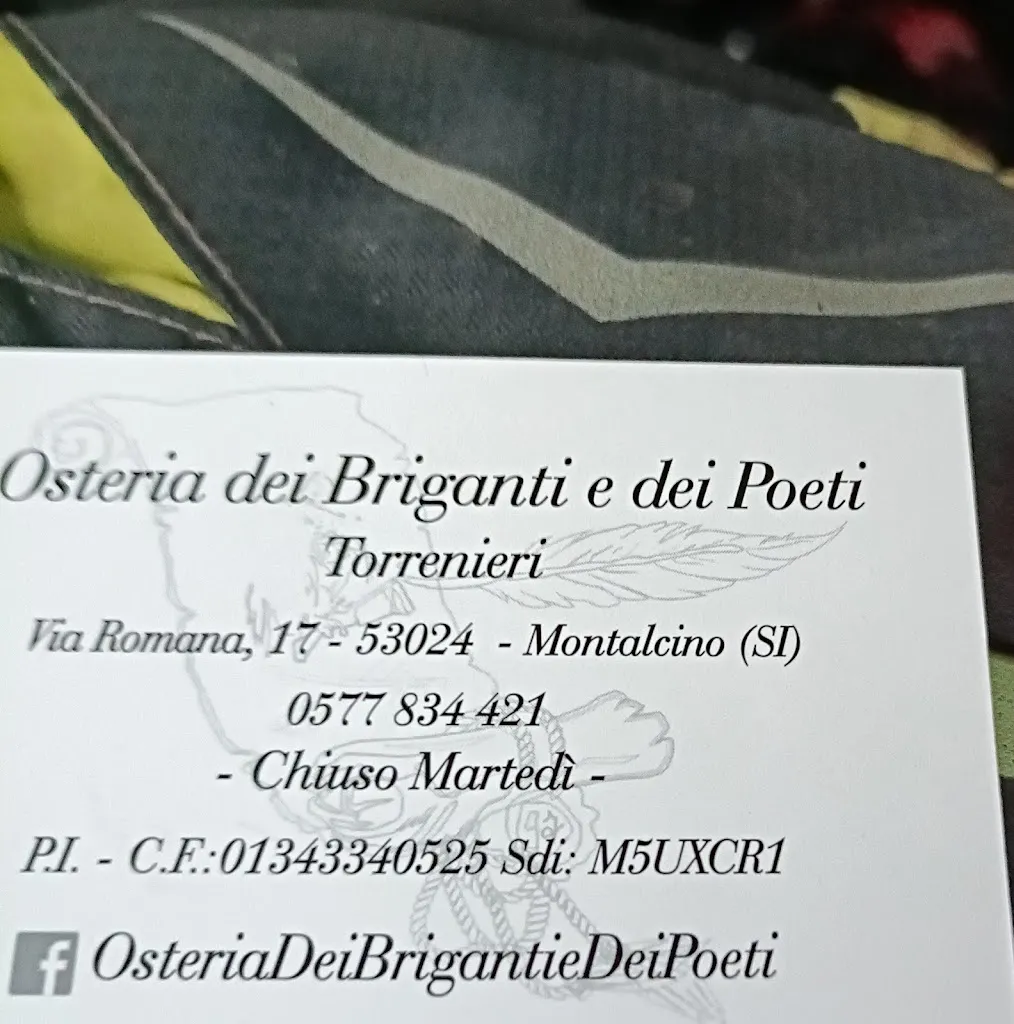 Osteria dei Briganti e dei Poeti
Torrenieri
Via Romana, 17 - 53024 - Montalcino (SI)
0577 834 421
- Chiuso Martedì -
P.I. - C.F.:01343340525 Sdi: M5UXCR1
f OsteriaDeiBrigantieDeiPoeti